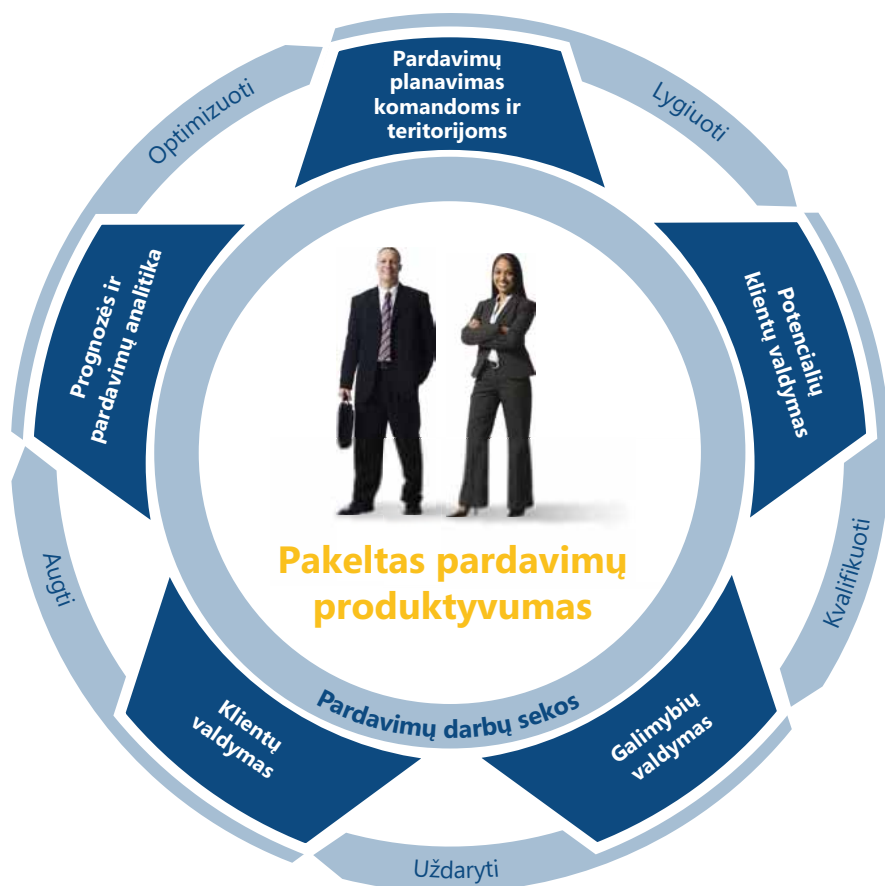 Pardavimų
planavimas
komandoms ir
teritorijoms
Lygiuoti
Potencialių
klientų valdymas
Kvalifikuoti
Galimybių
valdymas
Uždaryti
Klientų
valdymas
Augti
Prognozės ir
pardavimų analitika
Optimizuoti
Pakeltas pardavimų
produktyvumas
Pardavimų darbų sekos